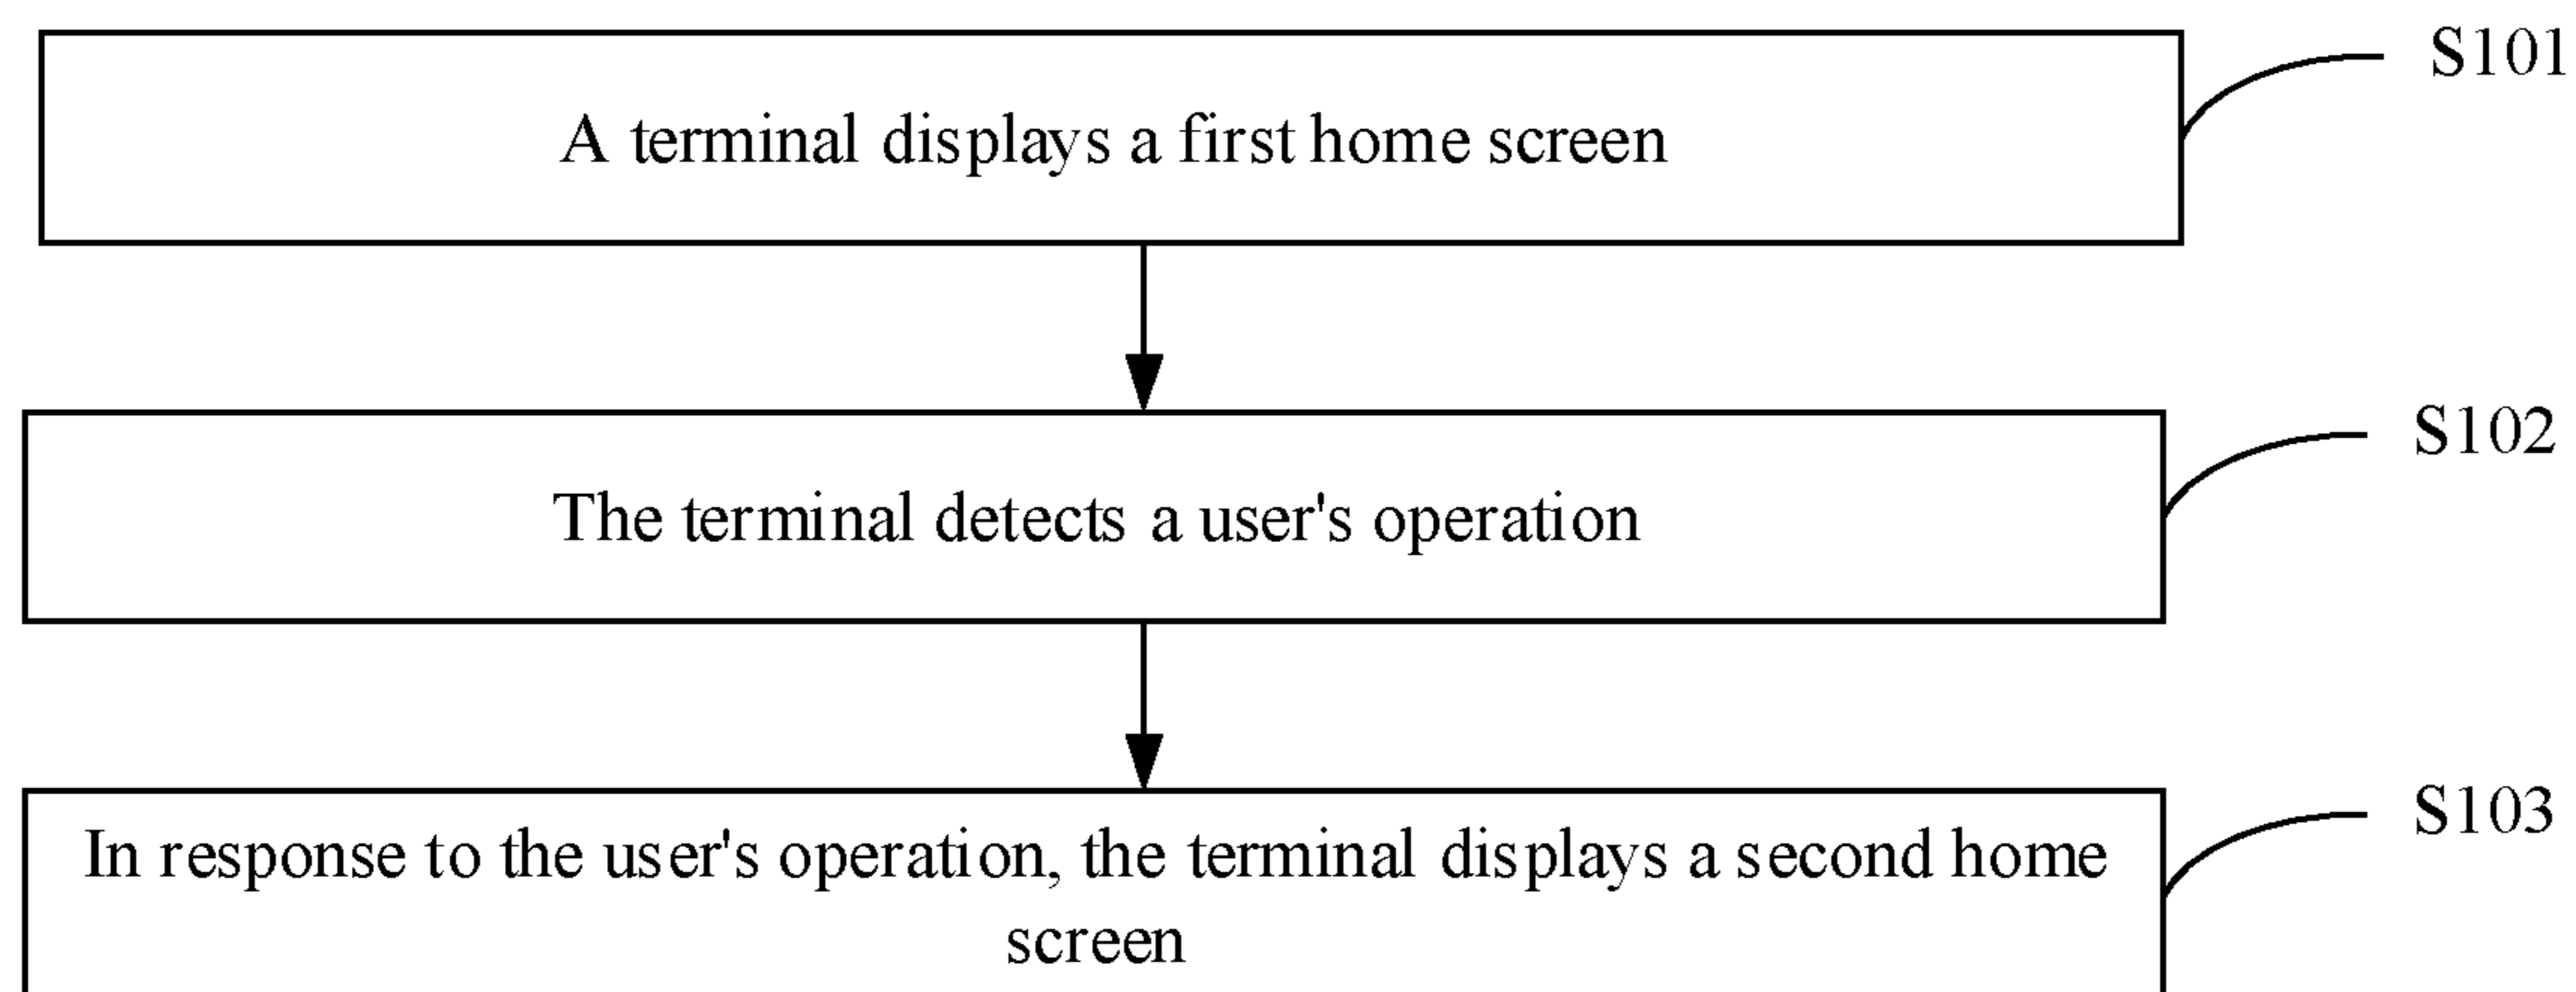 A terminal displays a first home screen
S101
The terminal detects a user's operation
S102
In response to the user's operation, the terminal displays a second home
screen
S103